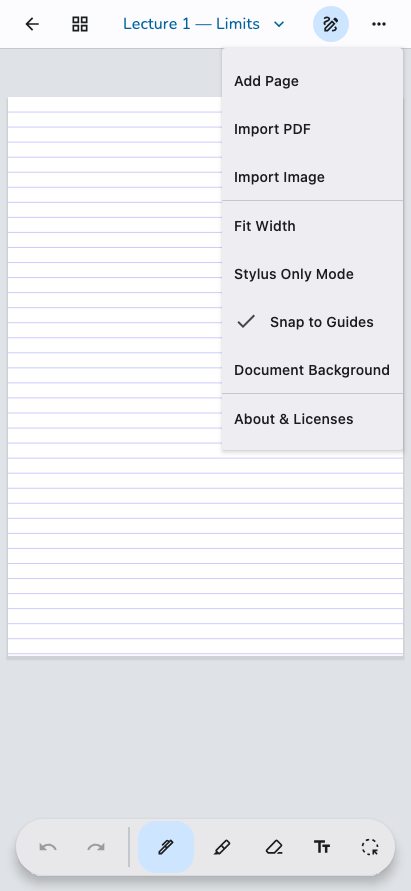 Lecture 1 — Limits
Add Page
Import PDF
Import Image
Fit Width
Stylus Only Mode
Snap to Guides
Document Background
About & Licenses
Tт